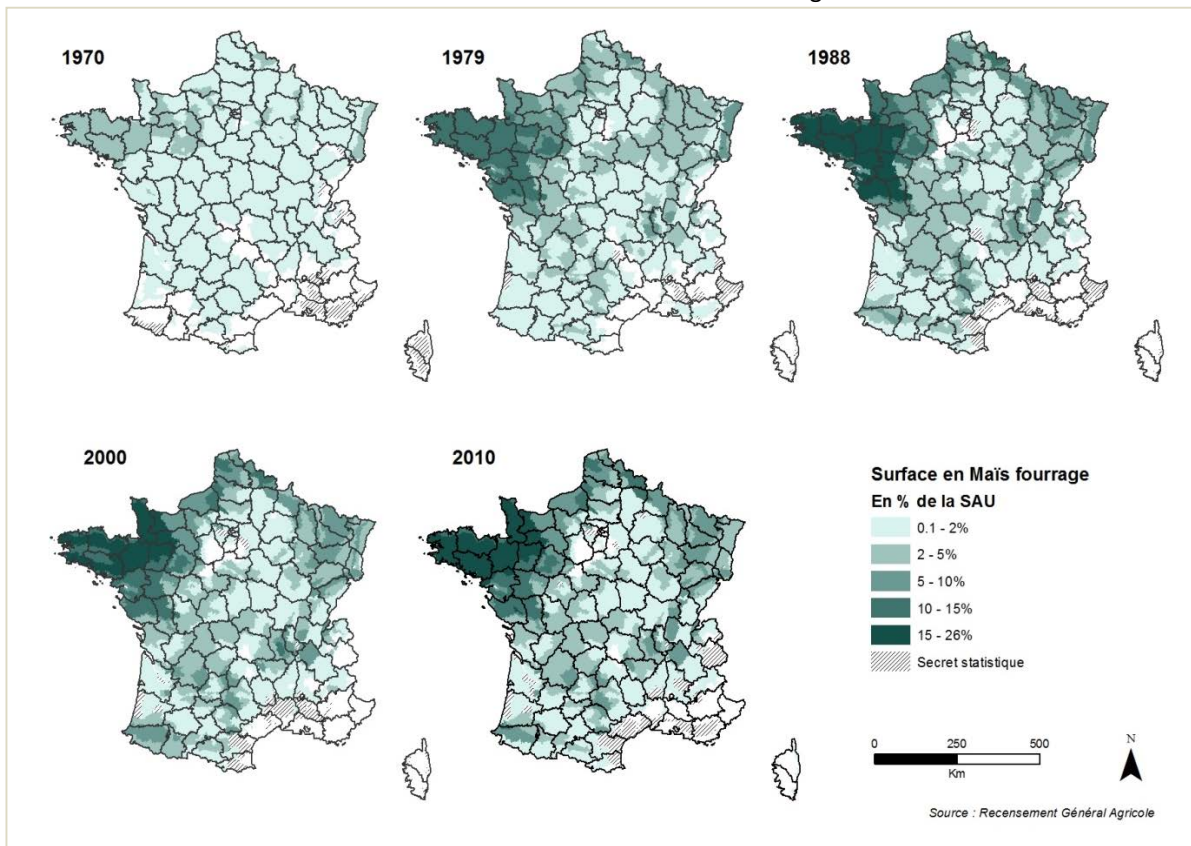 1970
1979
1988
2000
2010
Surface en Maïs fourrage
En % de la SAU
0.1 - 2%
2 - 5%
5 - 10%
10 - 15%
15 - 26%
Secret statistique
0 250 500
Km
N
Source : Recensement Général Agricole